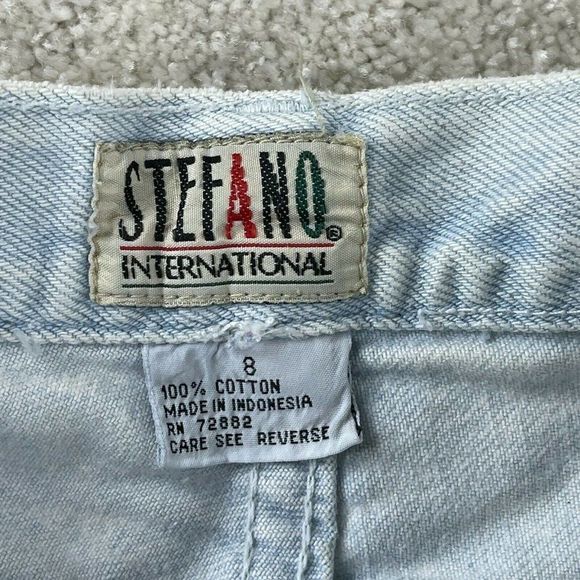 STEFANO®
INTERNATIONAL
8
100% COTTON
MADE IN INDONESIA
RN 72882
CARE SEE REVERSE